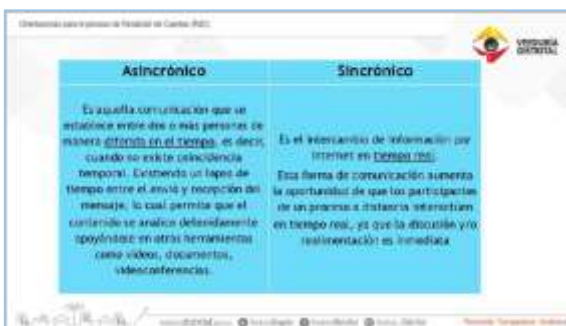 Orientaciones para el proceso de Rendición de Cuentas (RdC)
VEEDURÍA
DISTRITAL
Asincrónico
Sincrónico
Es aquella comunicación que se
establece entre dos o más personas de
manera diferida en el tiempo, es decir,
cuando no existe coincidencia
temporal. Existiendo un lapso de
tiempo entre el envío y recepción del
mensaje, lo cual permite que el
contenido se analice detenidamente
apoyándose en otras herramientas
como videos, documentos,
videoconferencias.
Es el intercambio de información por
Internet en tiempo real.
Esta forma de comunicación aumenta
la oportunidad de que los participantes
de un proceso a distancia interactúen
en tiempo real, ya que la discusión y/o
realimentación es inmediata